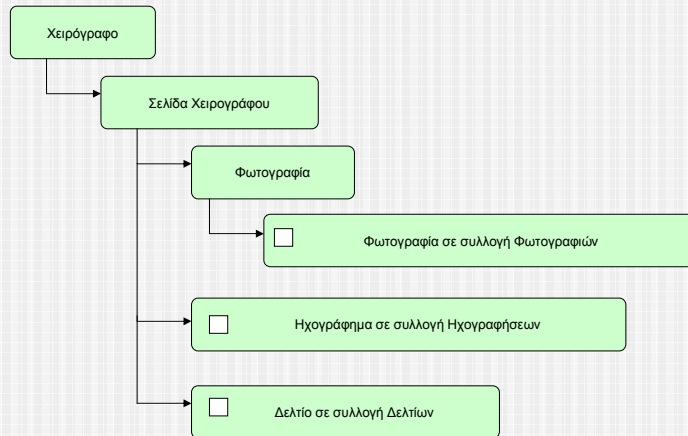 Χειρόγραφο
Σελίδα Χειρογράφου
Φωτογραφία
Φωτογραφία σε συλλογή Φωτογραφιών
Ηχογράφημα σε συλλογή Ηχογραφήσεων
Δελτίο σε συλλογή Δελτίων